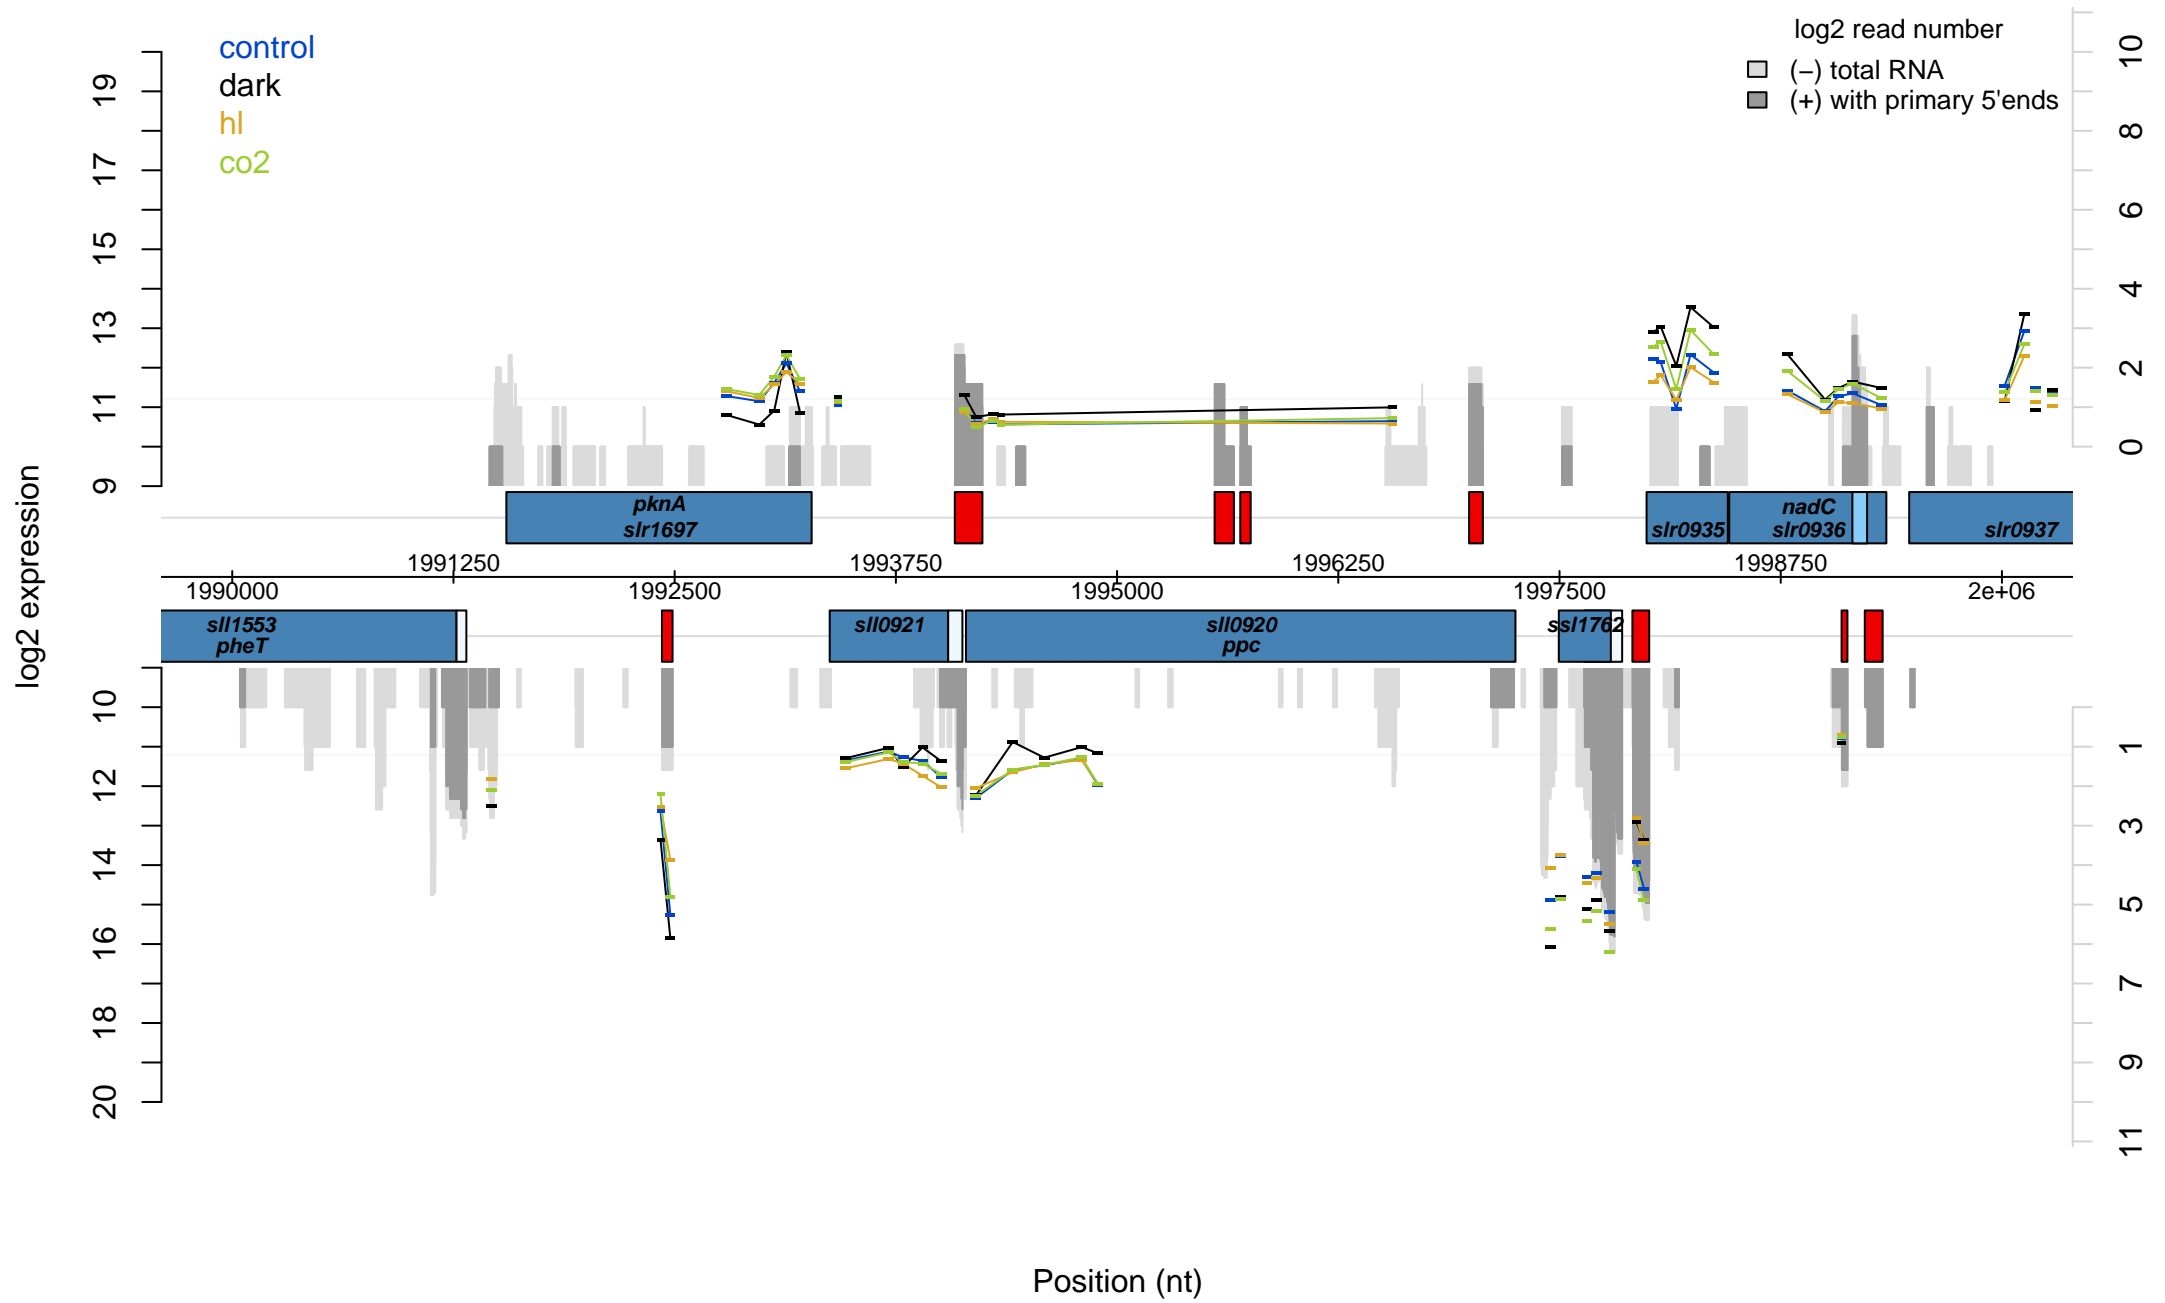 control
dark
hl
co2
log2 read number
(−) total RNA
(+) with primary 5'ends
19
17
15
13
11
9
10
8
6
4
2
0
log2 expression
pknA
slr1697
slr0935
nadC
slr0936
slr0937
1991250
1993750
1996250
1998750
1990000
1992500
1995000
1997500
2e+06
sll1553
pheT
sll0921
sll0920
ppc
ssl1762
10
12
14
16
18
20
1
3
5
7
9
11
Position (nt)